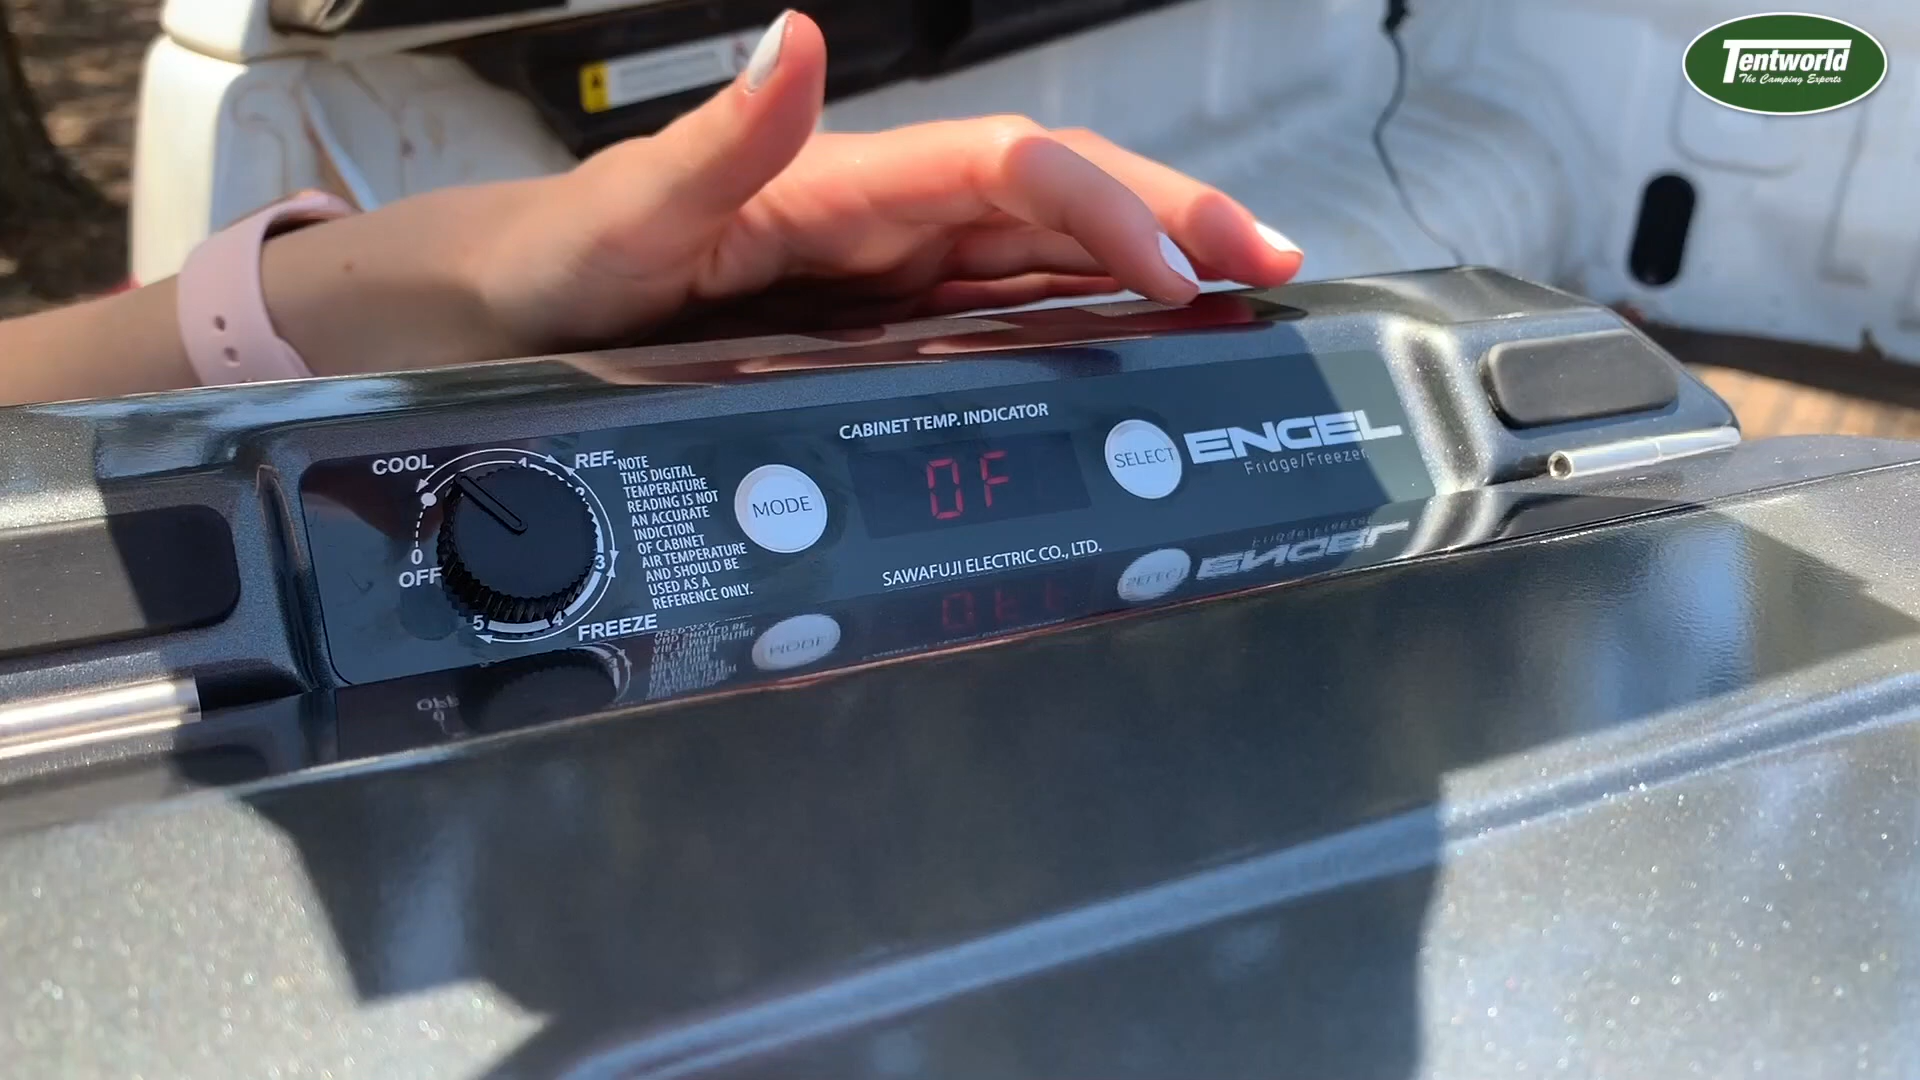 Tentworld
The Camping Experts
COOL
REF.
1
0
OFF
3
4
5
FREEZE
NOTE
THIS DIGITAL
TEMPERATURE
READING IS NOT
AN ACCURATE
INDICTION
OF CABINET
AIR TEMPERATURE
AND SHOULD BE
USED AS A
REFERENCE ONLY.
MODE
CABINET TEMP. INDICATOR
OF
SAWAFUJI ELECTRIC CO., LTD.
SELECT
ENGEL
Fridge/Freezer